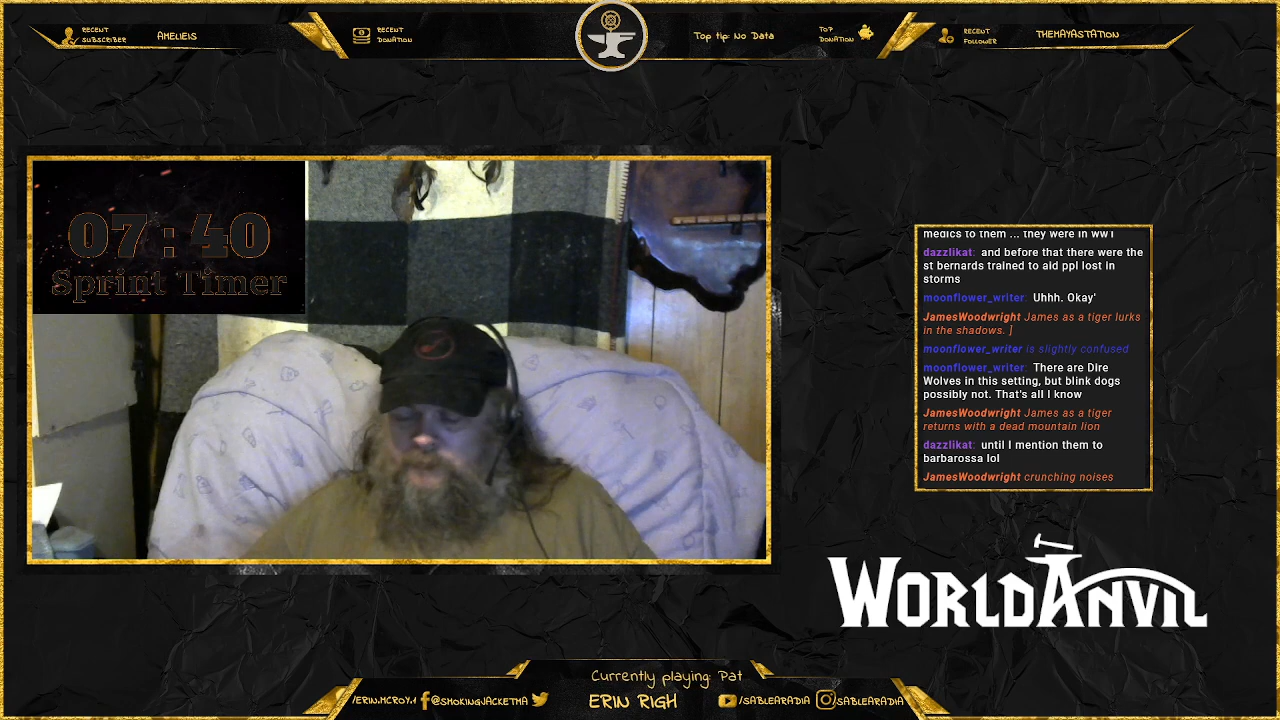 RECENT
SUBSCRIBER
AMELIEIS
RECENT
DONATION
Top tip: No Data
TOP
DONATION
RECENT
FOLLOWER
THEMAYASTATION
07:40
Sprint Timer
medics to them ... they were in ww1
dazzlikat: and before that there were the
st bernards trained to aid ppl lost in
storms
moonflower_writer: Uhhh. Okay'
JamesWoodwright James as a tiger lurks
in the shadows. ]
moonflower_writer is slightly confused
moonflower_writer: There are DIre
Wolves in this setting, but blink dogs
possibly not. That's all I know
JamesWoodwright James as a tiger
returns with a dead mountain lion
dazzlikat: until I mention them to
barbarossa lol
JamesWoodwright crunching noises
WORLDANVIL
Currently playing: Pat
/ERIN.MCROY.1
@SMOKINGJACKETMA
ERIN RIGH
/SABLEARADIA
/SABLEARADIA